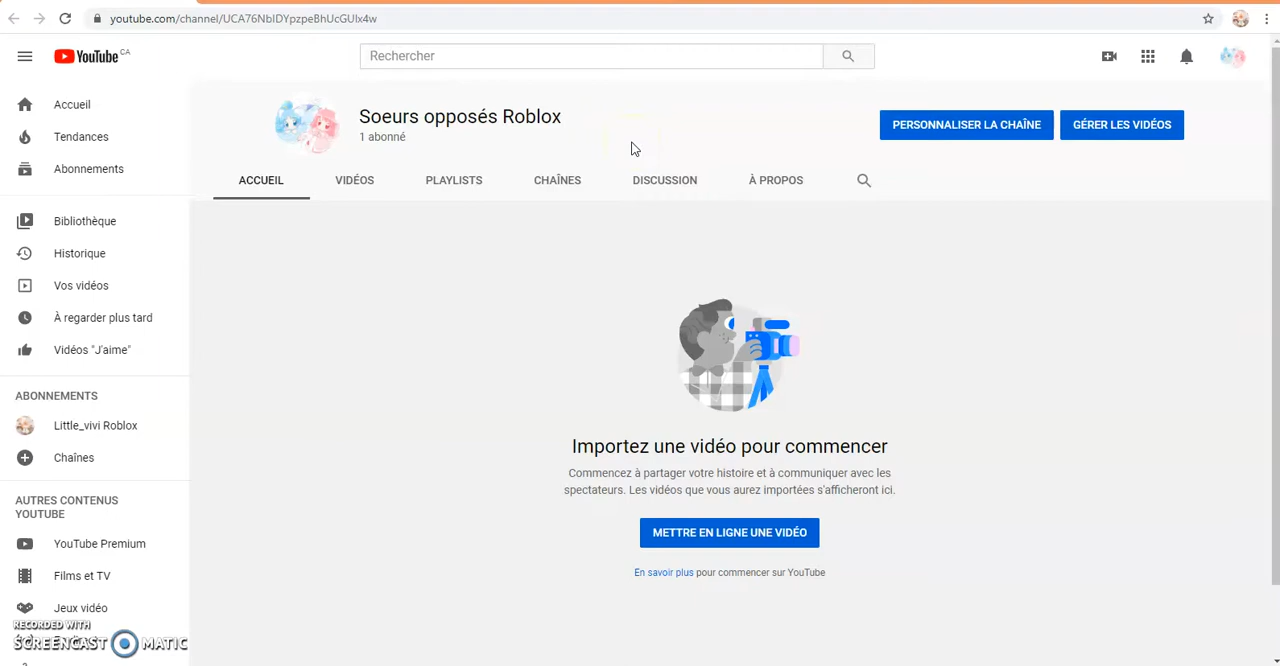 youtube.com/channel/UCA76NbIDYpzpeBhUcGUlx4w
YouTube CA
Rechercher
Accueil
Tendances
Abonnements
Bibliothèque
Historique
Vos vidéos
À regarder plus tard
Vidéos "J'aime"
ABONNEMENTS
Little_vivi Roblox
Chaînes
AUTRES CONTENUS
YOUTUBE
YouTube Premium
Films et TV
Jeux vidéo
RECORDED WITH
SCREENCAST MATIC
Soeurs opposés Roblox
1 abonné
PERSONNALISER LA CHAÎNE
GÉRER LES VIDÉOS
ACCUEIL
VIDÉOS
PLAYLISTS
CHAÎNES
DISCUSSION
À PROPOS
Importez une vidéo pour commencer
Commencez à partager votre histoire et à communiquer avec les
spectateurs. Les vidéos que vous aurez importées s'afficheront ici.
METTRE EN LIGNE UNE VIDÉO
En savoir plus pour commencer sur YouTube